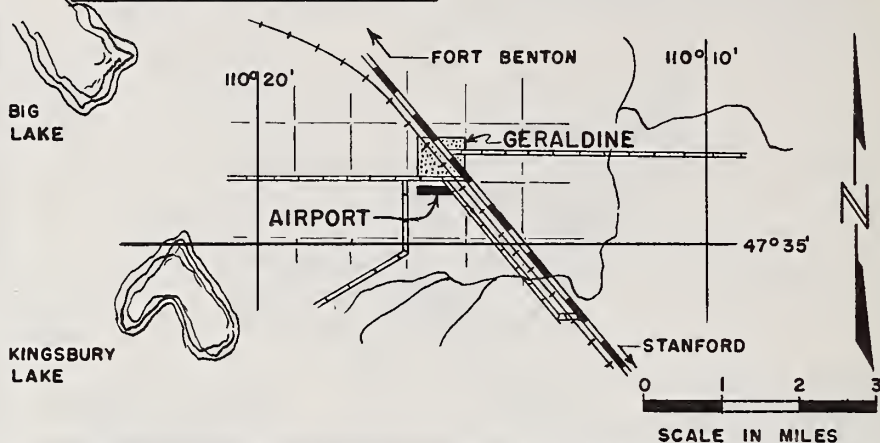 FORT BENTON
110° 10'
110° 20'
BIG
LAKE
GERALDINE
AIRPORT
N
47° 35'
KINGSBURY
LAKE
STANFORD
0 1 2 3
SCALE IN MILES